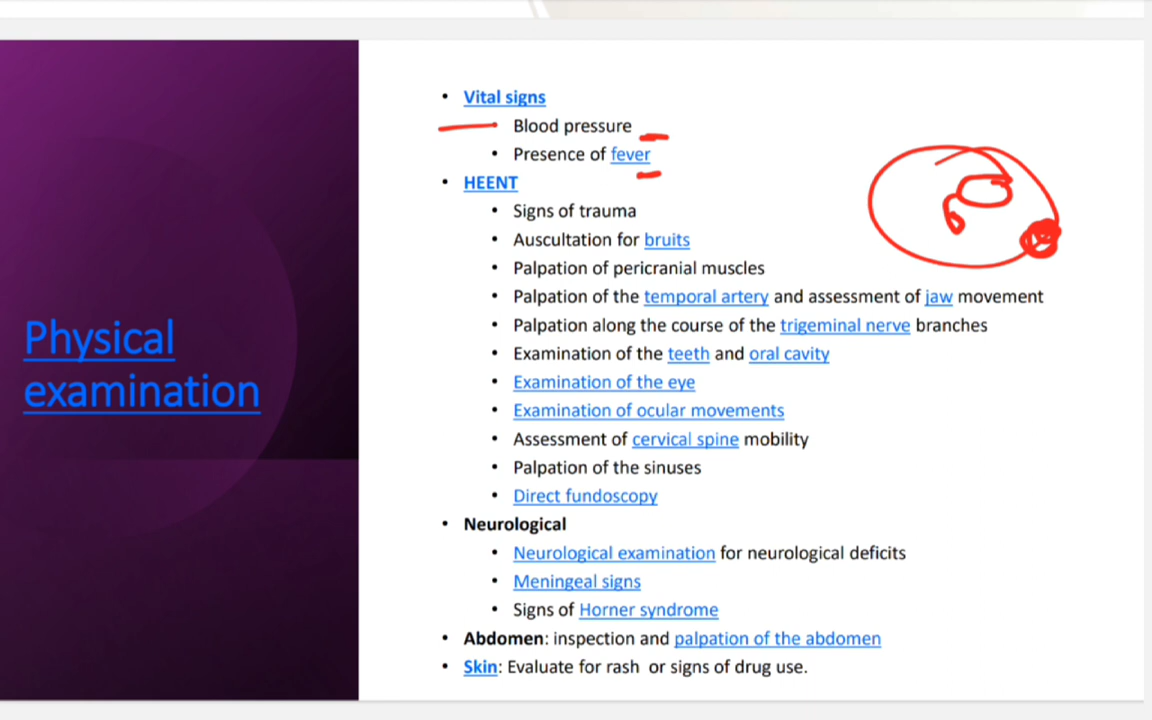 Physical
examination
• Vital signs
Blood pressure
• Presence of fever
• HEENT
• Signs of trauma
• Auscultation for bruits
• Palpation of pericranial muscles
• Palpation of the temporal artery and assessment of jaw movement
• Palpation along the course of the trigeminal nerve branches
• Examination of the teeth and oral cavity
• Examination of the eye
• Examination of ocular movements
• Assessment of cervical spine mobility
• Palpation of the sinuses
• Direct fundoscopy
• Neurological
• Neurological examination for neurological deficits
• Meningeal signs
• Signs of Horner syndrome
• Abdomen: inspection and palpation of the abdomen
• Skin: Evaluate for rash or signs of drug use.